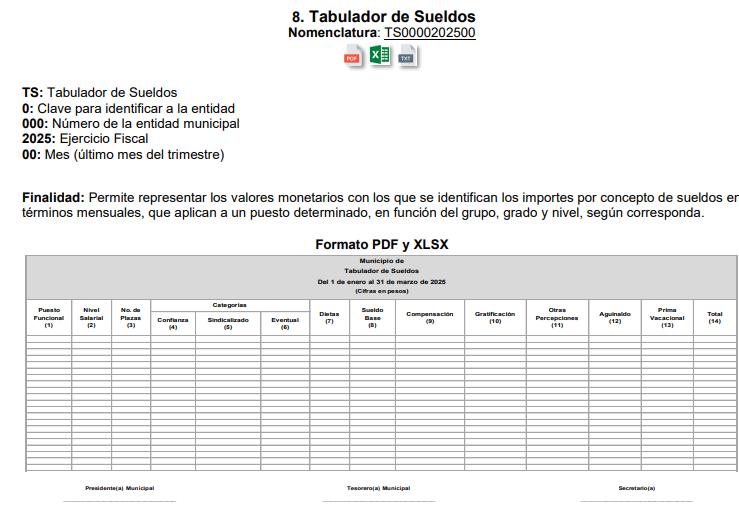 8. Tabulador de Sueldos
Nomenclatura: TS0000202500
PDF X TXT
TS: Tabulador de Sueldos
0: Clave para identificar a la entidad
000: Número de la entidad municipal
2025: Ejercicio Fiscal
00: Mes (último mes del trimestre)
Finalidad: Permite representar los valores monetarios con los que se identifican los importes por concepto de sueldos en
términos mensuales, que aplican a un puesto determinado, en función del grupo, grado y nivel, según corresponda.
Formato PDF y XLSX
Municipio de
Tabulador de Sueldos
Del 1 de enero al 31 de marzo de 2025
(Cifras en pesos)
Puesto Funcional (1) Nivel Salarial (2) No. de Plazas (3) Categorías Confianza (4) Sindicalizado (5) Eventual (6) Dietas (7) Sueldo Base (8) Compensación (9) Gratificación (10) Otras Percepciones (11) Aguinaldo (12) Prima Vacacional (13) Total (14)
Presidente(a) Municipal Tesorero(a) Municipal Secretario(a)